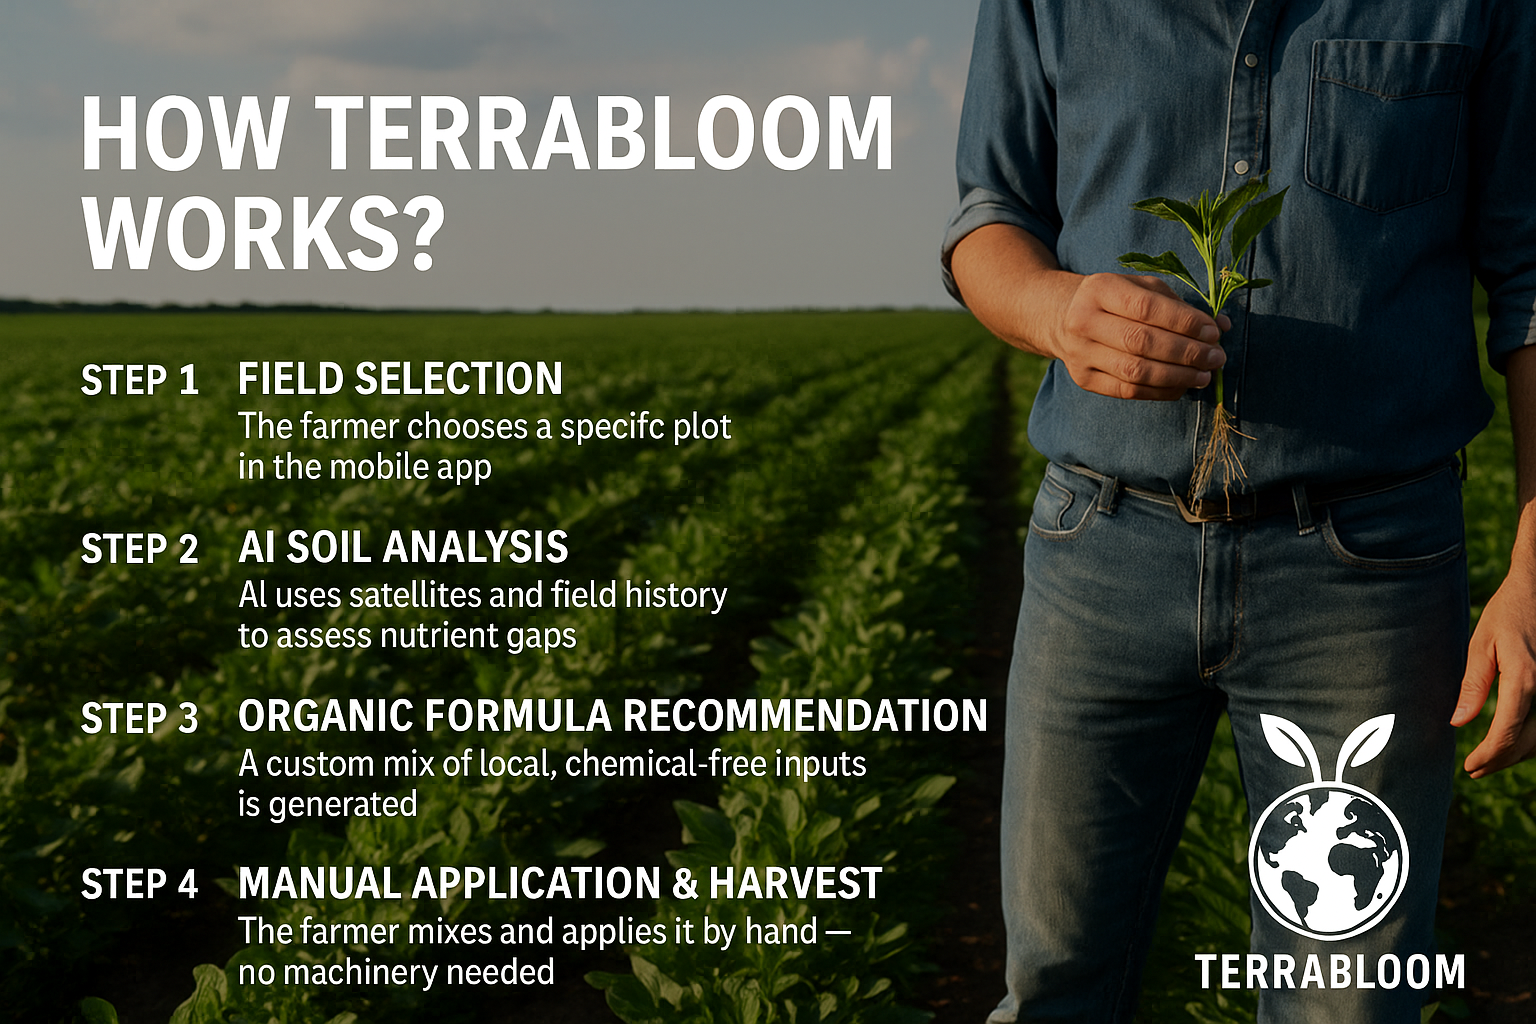 HOW TERRABLOOM
WORKS?
STEP 1 FIELD SELECTION
The farmer chooses a specifc plot
in the mobile app
STEP 2 AI SOIL ANALYSIS
Al uses satellites and field history
to assess nutrient gaps
STEP 3 ORGANIC FORMULA RECOMMENDATION
A custom mix of local, chemical-free inputs
is generated
STEP 4 MANUAL APPLICATION & HARVEST
The farmer mixes and applies it by hand —
no machinery needed
TERRABLOOM